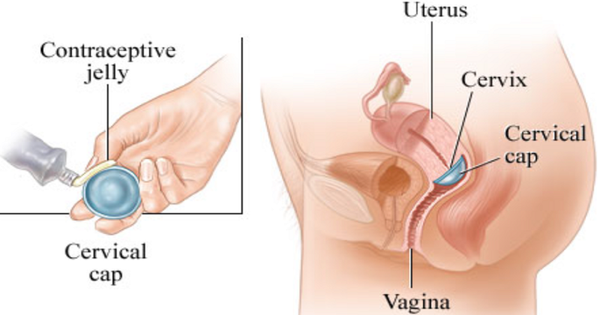 Contraceptive
jelly
Cervical
cap
Uterus
Cervix
Cervical
cap
Vagina